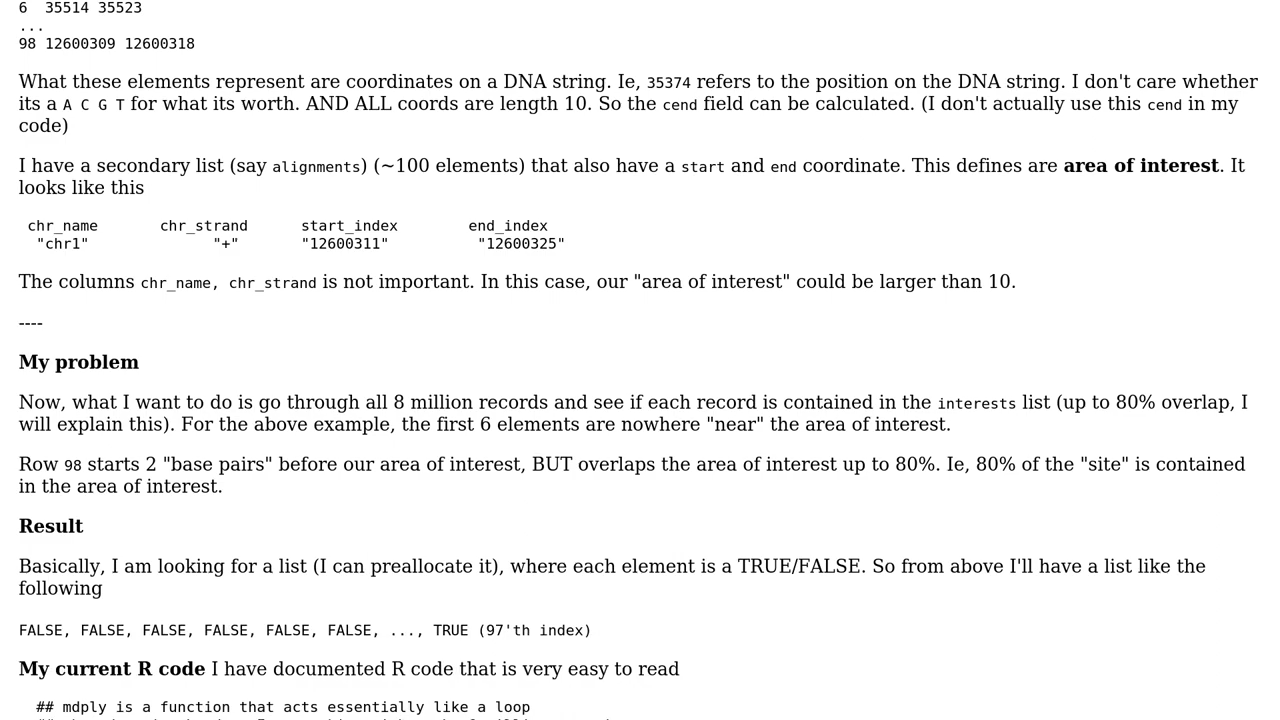 6  35514 35523
...
98 12600309 12600318
What these elements represent are coordinates on a DNA string. Ie, 35374 refers to the position on the DNA string. I don't care whether
its a A C G T for what its worth. AND ALL coords are length 10. So the cend field can be calculated. (I don't actually use this cend in my
code)
I have a secondary list (say alignments) (~100 elements) that also have a start and end coordinate. This defines are area of interest. It
looks like this
chr_name       chr_strand      start_index        end_index
"chr1"              "+"       "12600311"          "12600325"
The columns chr_name, chr_strand is not important. In this case, our "area of interest" could be larger than 10.
----
My problem
Now, what I want to do is go through all 8 million records and see if each record is contained in the interests list (up to 80% overlap, I
will explain this). For the above example, the first 6 elements are nowhere "near" the area of interest.
Row 98 starts 2 "base pairs" before our area of interest, BUT overlaps the area of interest up to 80%. Ie, 80% of the "site" is contained
in the area of interest.
Result
Basically, I am looking for a list (I can preallocate it), where each element is a TRUE/FALSE. So from above I'll have a list like the
following
FALSE, FALSE, FALSE, FALSE, FALSE, FALSE, ..., TRUE (97'th index)
My current R code I have documented R code that is very easy to read
## mdply is a function that acts essentially like a loop